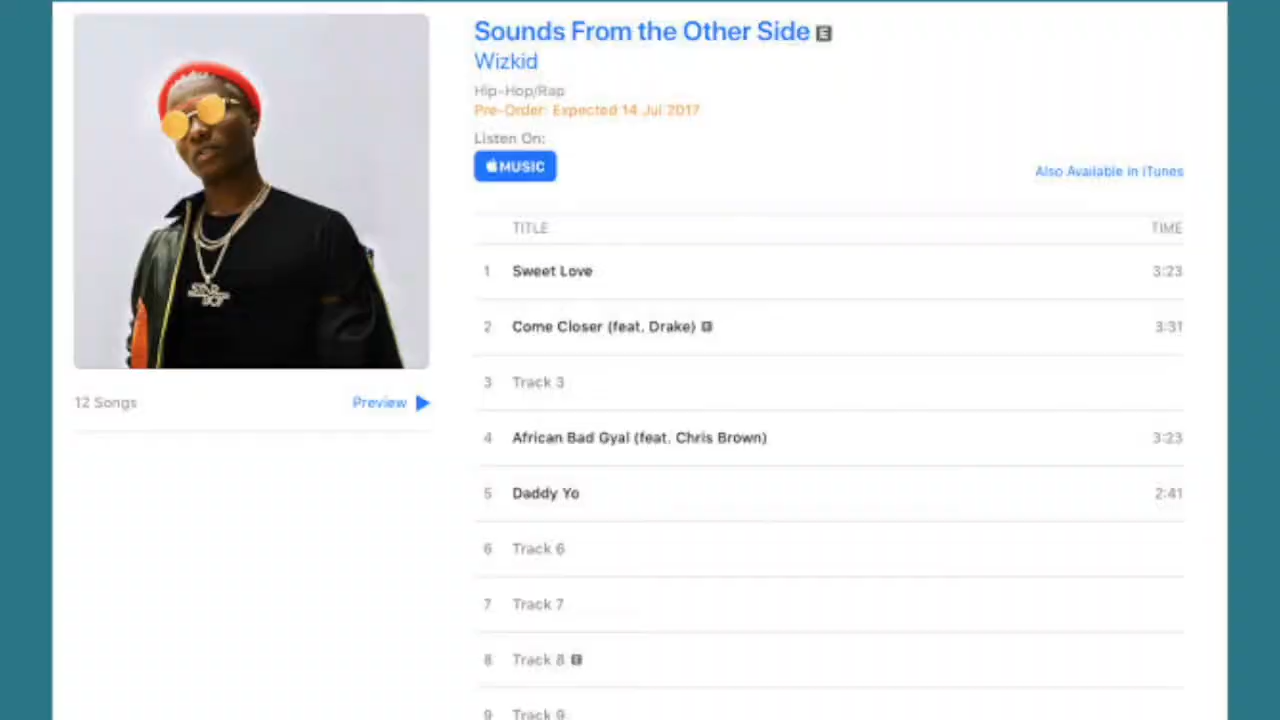 Sounds From the Other Side E
Wizkid
Hip-Hop/Rap
Pre-Order: Expected 14 Jul 2017
Listen On:
MUSIC
Also Available in iTunes
TITLE TIME
1 Sweet Love 3:23
2 Come Closer (feat. Drake) E 3:31
3 Track 3
4 African Bad Gyal (feat. Chris Brown) 3:23
5 Daddy Yo 2:41
6 Track 6
7 Track 7
8 Track 8 E
9 Track 9
STAR
BOY
12 Songs Preview